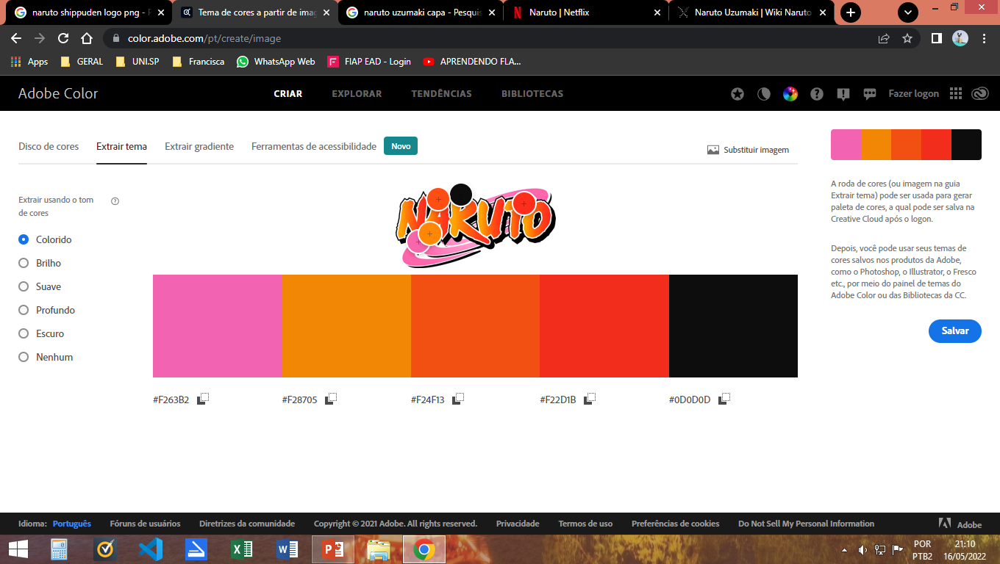 naruto shippuden logo png - P
Tema de cores a partir de imag
naruto uzumaki capa - Pesquis
Naruto | Netflix
Naruto Uzumaki | Wiki Naruto
color.adobe.com/pt/create/image
Apps
GERAL
UNI.SP
Francisca
WhatsApp Web
FIAP EAD - Login
APRENDENDO FLA...
Adobe Color
CRIAR
EXPLORAR
TENDÊNCIAS
BIBLIOTECAS
Fazer logon
Disco de cores
Extrair tema
Extrair gradiente
Ferramentas de acessibilidade
Novo
Substituir imagem
Extrair usando o tom
de cores
Colorido
Brilho
Suave
Profundo
Escuro
Nenhum
NARUTO
#F263B2
#F28705
#F24F13
#F22D1B
#0D0D0D
A roda de cores (ou imagem na guia
Extrair tema) pode ser usada para gerar
paleta de cores, a qual pode ser salva na
Creative Cloud após o logon.
Depois, você pode usar seus temas de
cores salvos nos produtos da Adobe,
como o Photoshop, o Illustrator, o Fresco
etc., por meio do painel de temas do
Adobe Color ou das Bibliotecas da CC.
Salvar
Idioma: Português
Fóruns de usuários
Diretrizes da comunidade
Copyright © 2021 Adobe. All rights reserved.
Privacidade
Termos de uso
Preferências de cookies
Do Not Sell My Personal Information
Adobe
POR
PTB2
21:10
16/05/2022